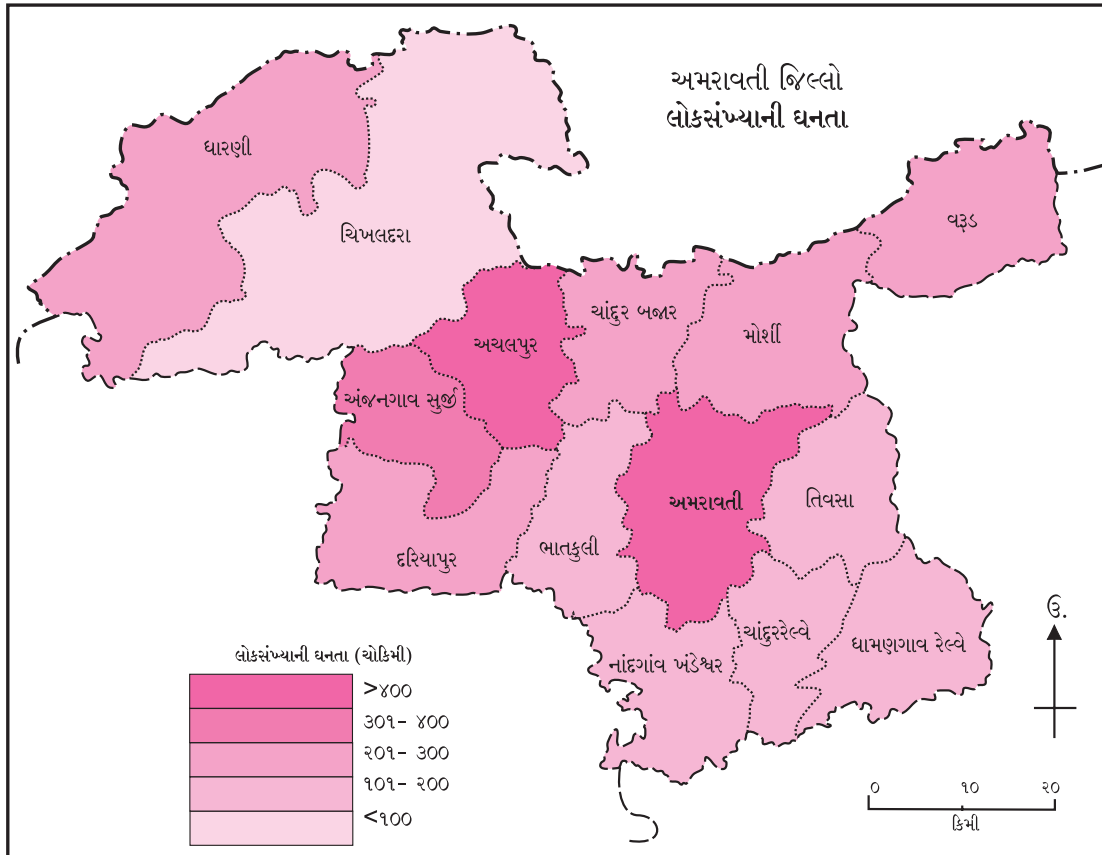 અમરાવતી જિલ્લો
લોકસંખ્યાની ઘનતા
ધારણી
ચિખલદરા
વરૂડ
અચલપુર
ચાંદુર બજાર
મોર્શી
અંજનગાવ સુર્જી
અમરાવતી
તિવસા
દરિયાપુર
ભાતકુલી
ચાંદુરરેલ્વે
ધામણગાવ રેલ્વે
નાંદગાંવ ખંડેશ્વર
ઉ.
લોકસંખ્યાની ઘનતા (ચોકિમી)
>૪૦૦
૩૦૧- ૪૦૦
૨૦૧- ૩૦૦
૧૦૧- ૨૦૦
<૧૦૦
૦ ૧૦ ૨૦
કિમી